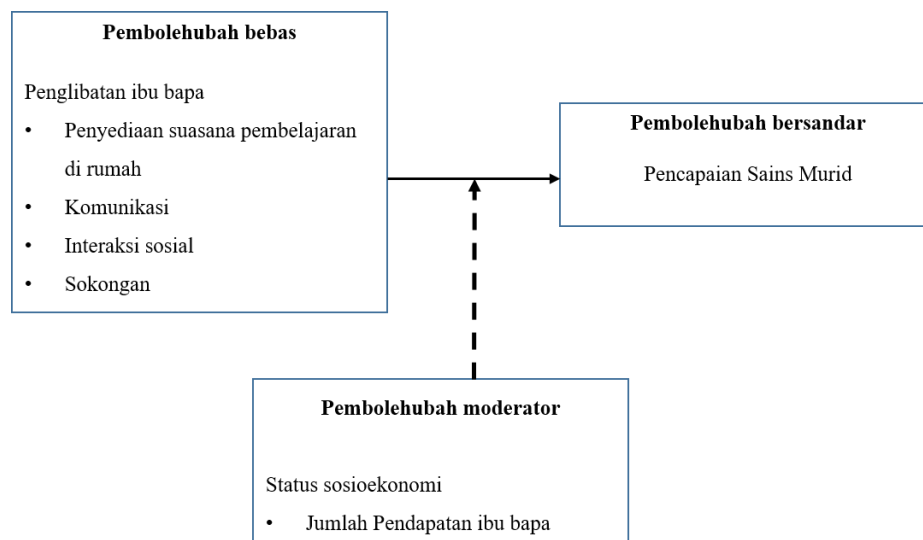 Pembolehubah bebas
Penglibatan ibu bapa
• Penyediaan suasana pembelajaran
di rumah
• Komunikasi
• Interaksi sosial
• Sokongan
Pembolehubah bersandar
Pencapaian Sains Murid
Pembolehubah moderator
Status sosioekonomi
• Jumlah Pendapatan ibu bapa